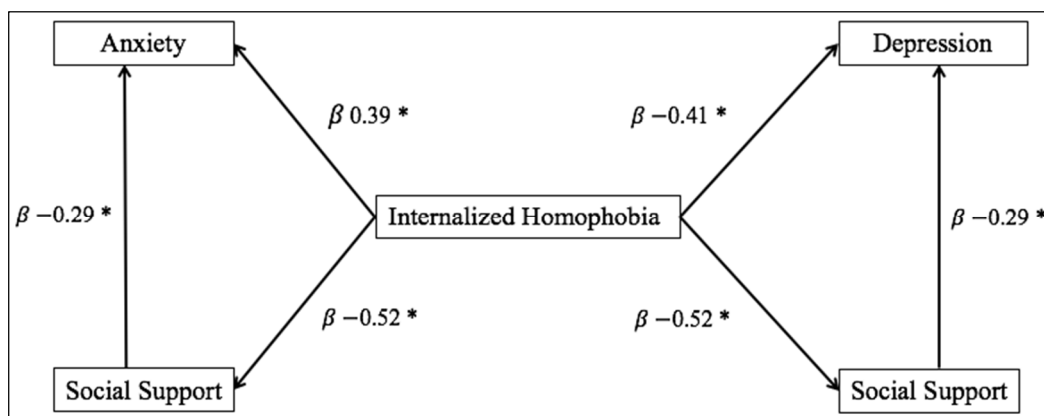 Anxiety
Depression
β 0.39 *
β −0.41 *
β −0.29 *
Internalized Homophobia
β −0.29 *
β −0.52 *
β −0.52 *
Social Support
Social Support